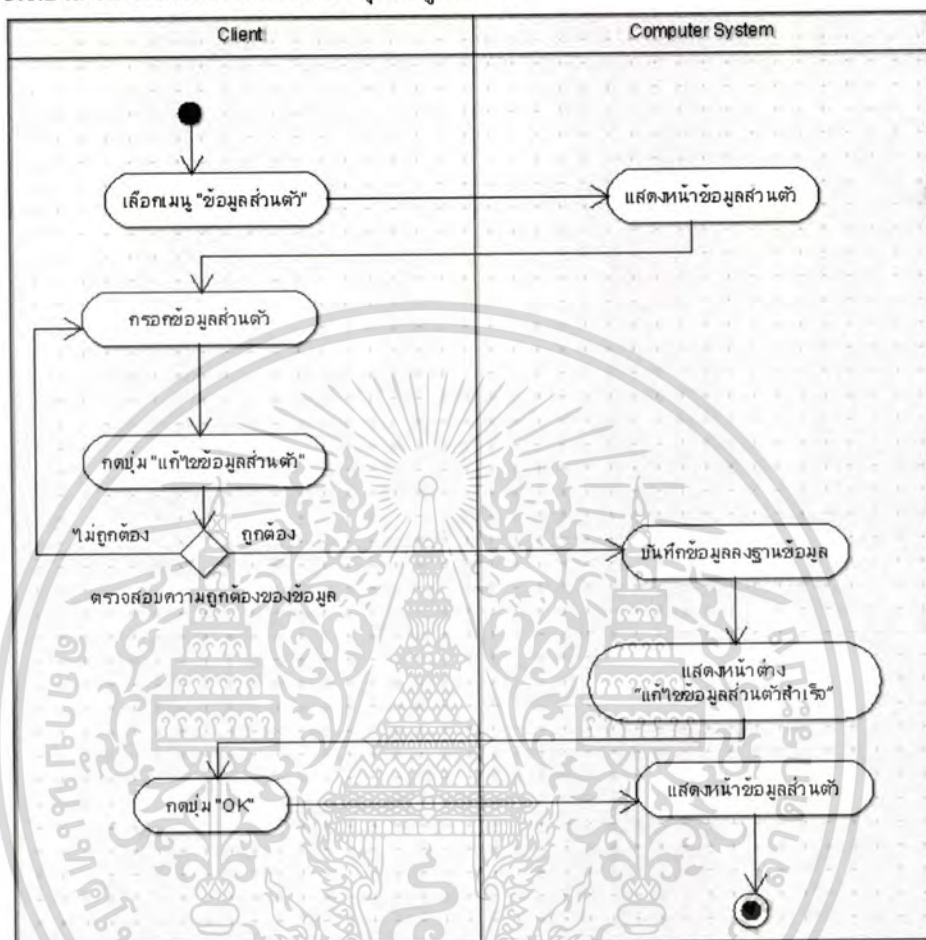 Client
Computer System
เลือกเมนู "ข้อมูลส่วนตัว"
แสดงหน้าข้อมูลส่วนตัว
กรอกข้อมูลส่วนตัว
กดปุ่ม "แก้ไขข้อมูลส่วนตัว"
ไม่ถูกต้อง
ถูกต้อง
ตรวจสอบความถูกต้องของข้อมูล
บันทึกข้อมูลลงฐานข้อมูล
แสดงหน้าต่าง
"แก้ไขข้อมูลส่วนตัวสำเร็จ"
กดปุ่ม "OK"
แสดงหน้าข้อมูลส่วนตัว